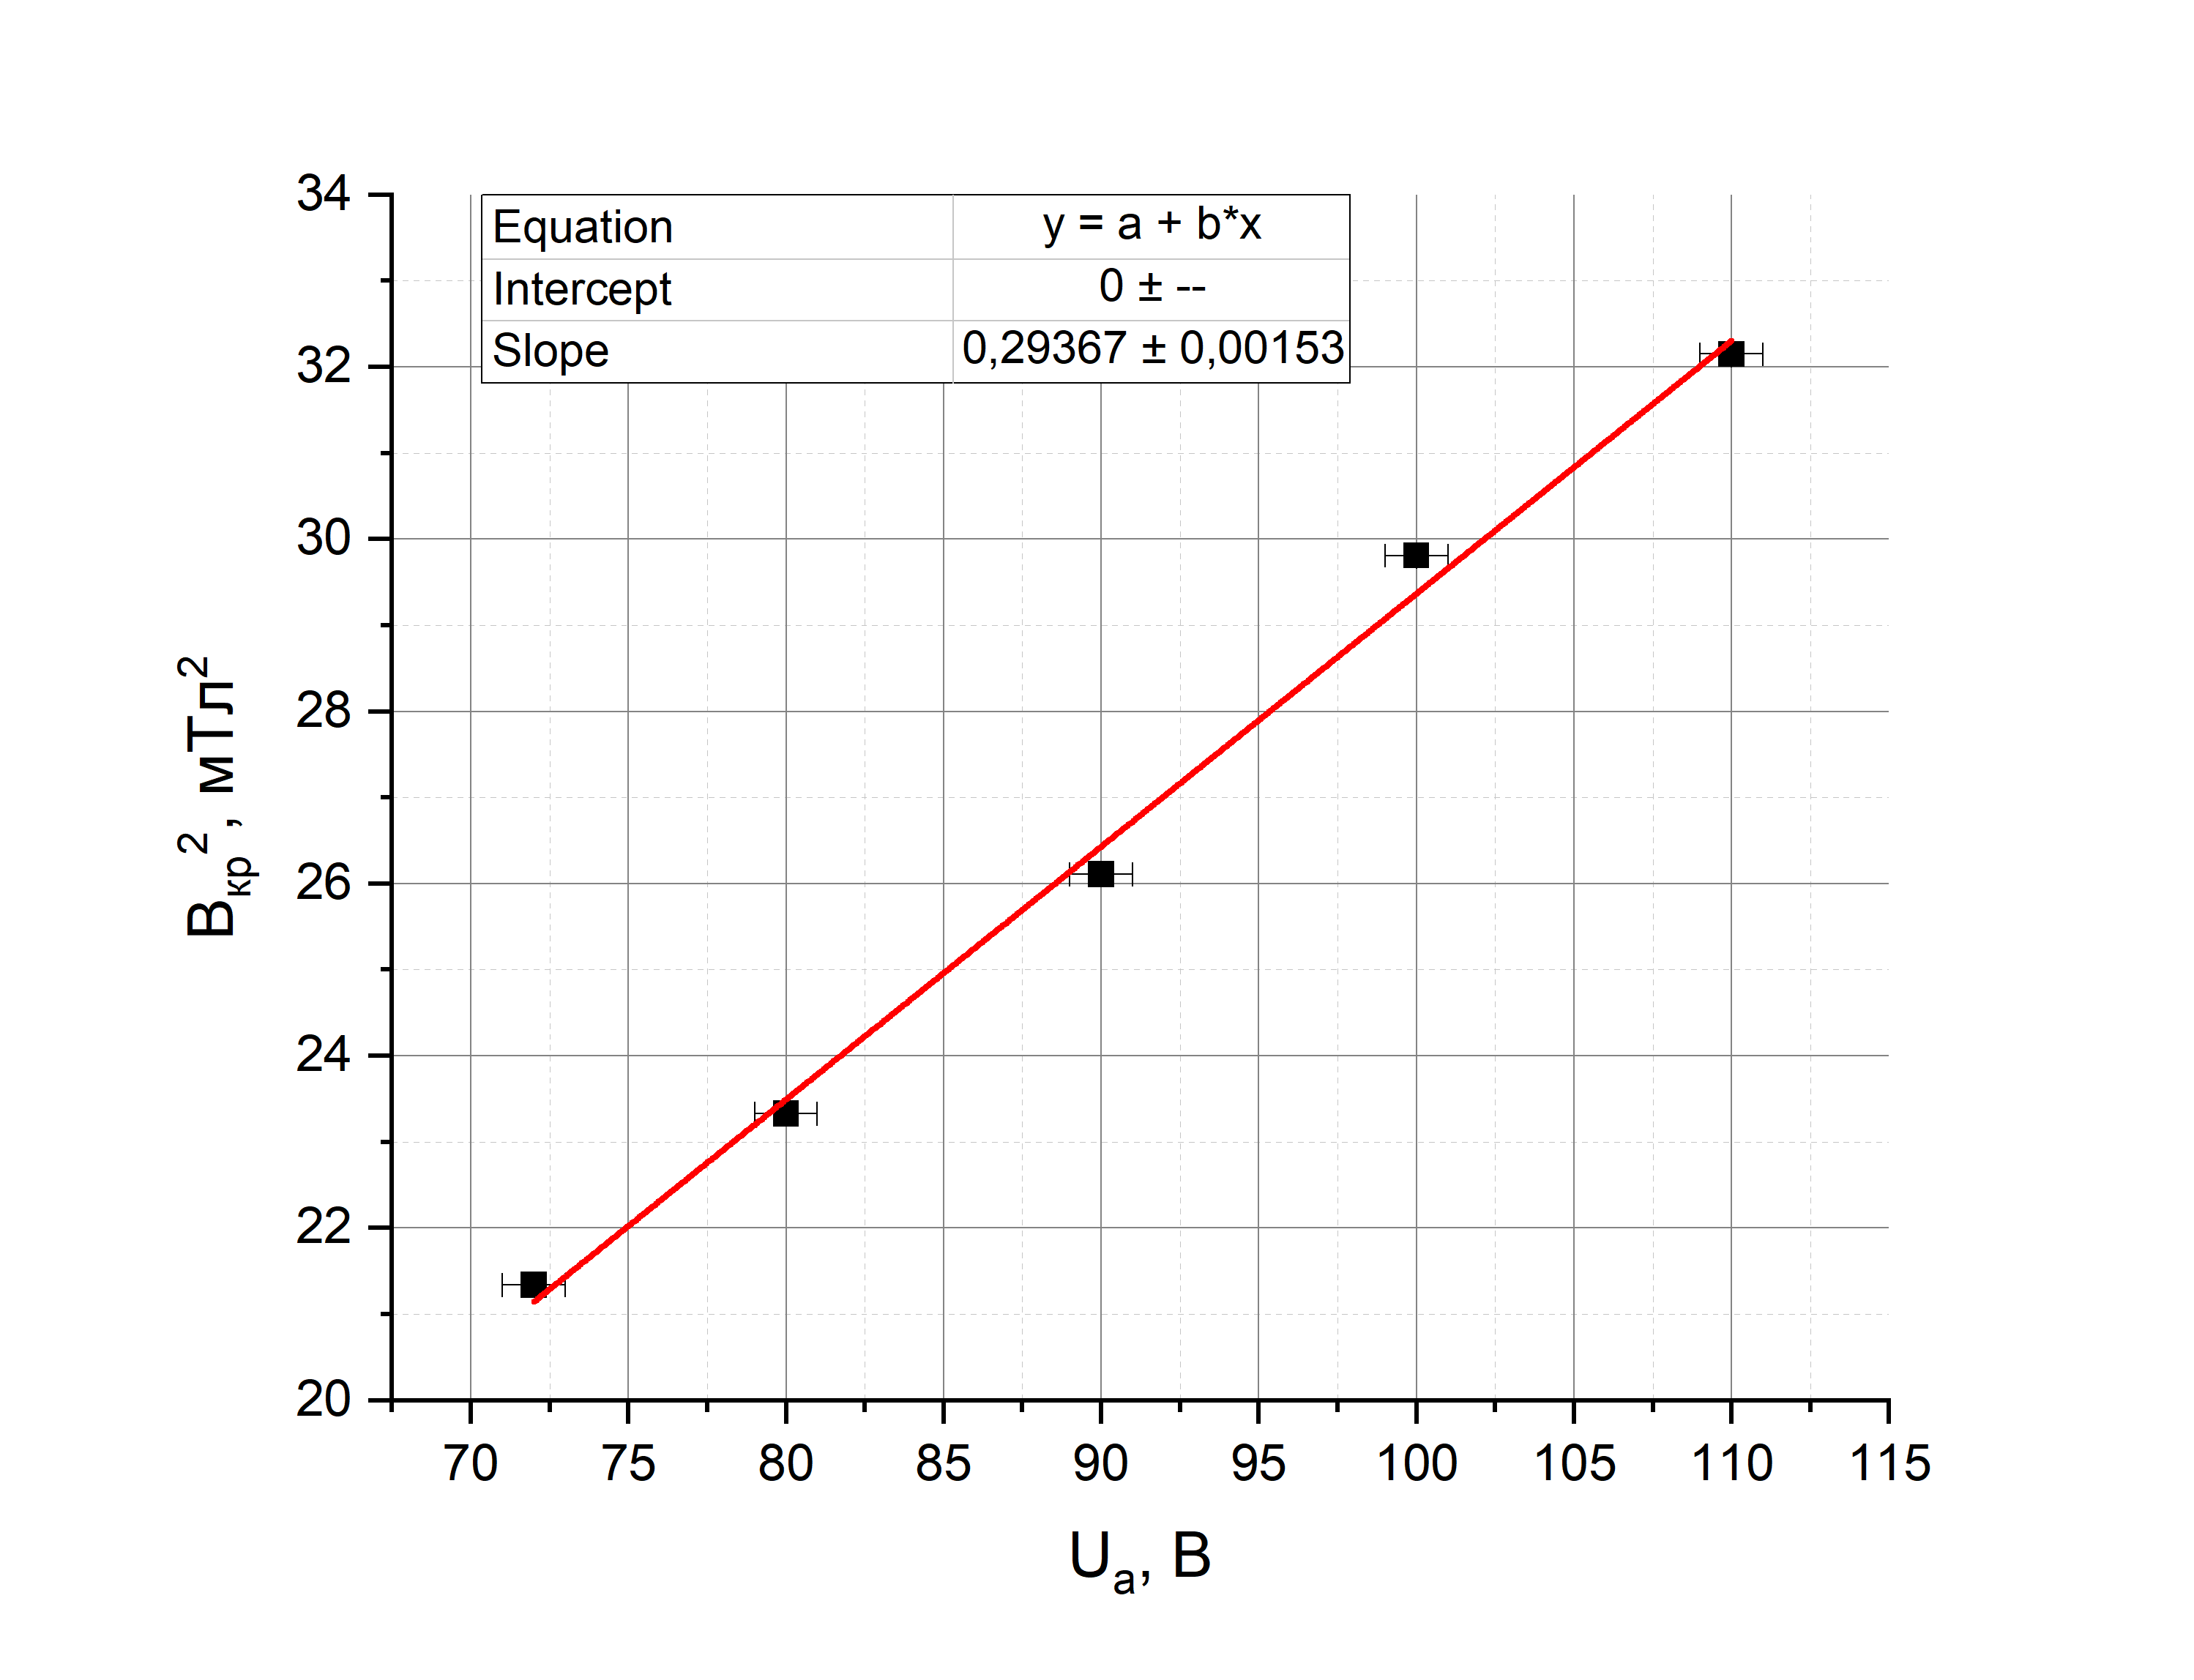 Equation y = a + b*x
Intercept 0 ± --
Slope 0,29367 ± 0,00153
34
32
30
28
26
24
22
20
Bкр², мТл²
70 75 80 85 90 95 100 105 110 115
Uа, В